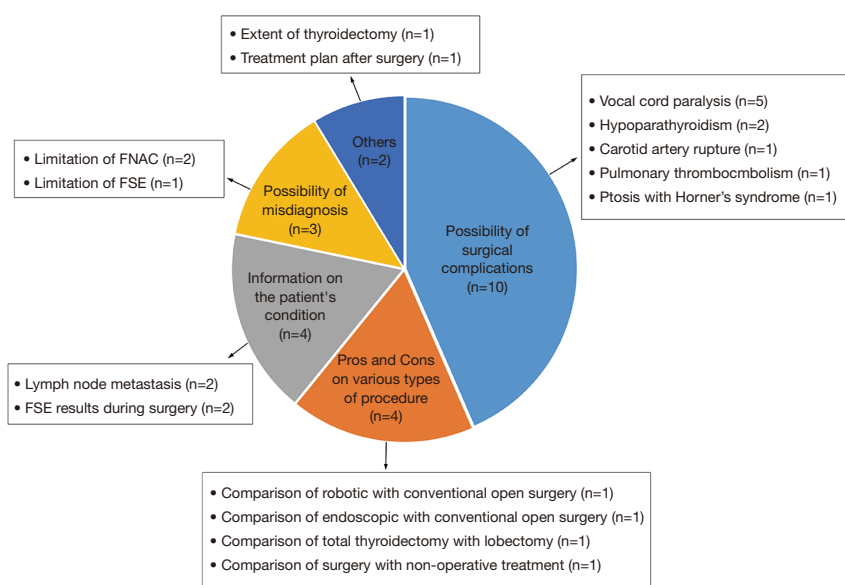 • Extent of thyroidectomy (n=1)
• Treatment plan after surgery (n=1)
• Vocal cord paralysis (n=5)
• Hypoparathyroidism (n=2)
• Carotid artery rupture (n=1)
• Pulmonary thrombocmbolism (n=1)
• Ptosis with Horner's syndrome (n=1)
• Limitation of FNAC (n=2)
• Limitation of FSE (n=1)
Others
(n=2)
Possibility of
misdiagnosis
(n=3)
Possibility of
surgical
complications
(n=10)
Information on
the patient's
condition
(n=4)
Pros and Cons
on various types
of procedure
(n=4)
• Lymph node metastasis (n=2)
• FSE results during surgery (n=2)
• Comparison of robotic with conventional open surgery (n=1)
• Comparison of endoscopic with conventional open surgery (n=1)
• Comparison of total thyroidectomy with lobectomy (n=1)
• Comparison of surgery with non-operative treatment (n=1)